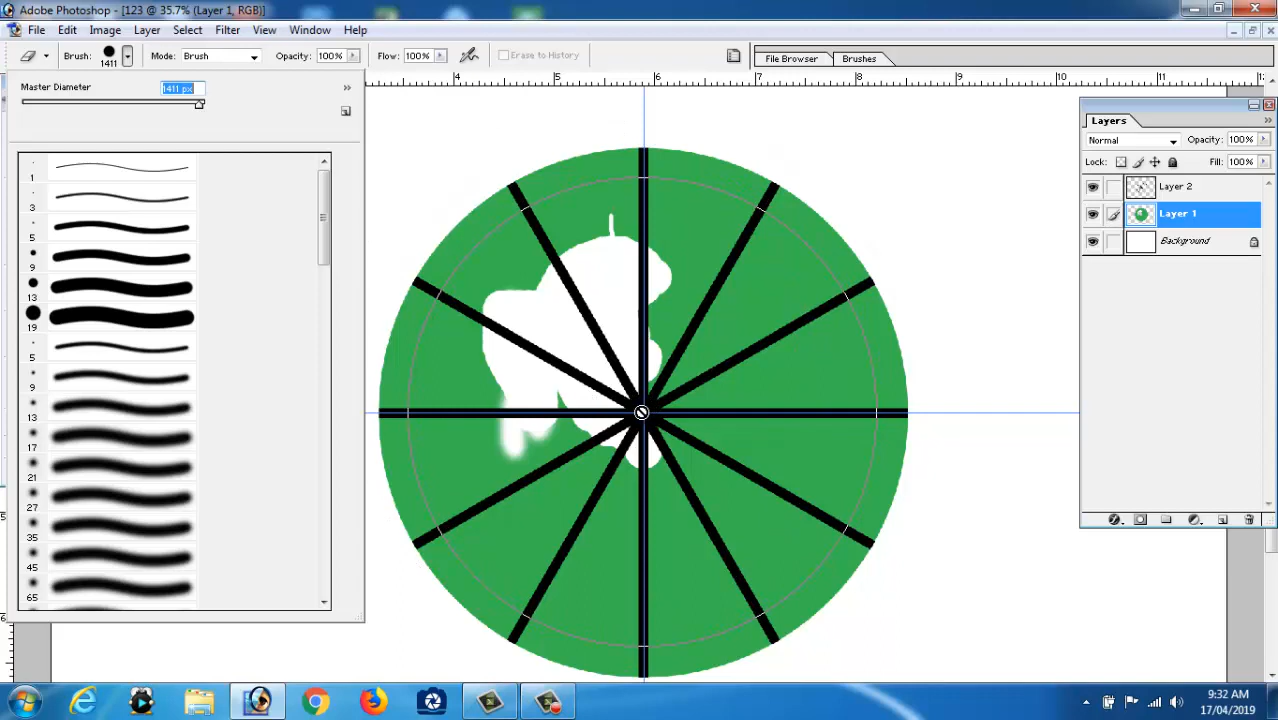 Adobe Photoshop - [123 @ 35.7% (Layer 1, RGB)]
File Edit Image Layer Select Filter View Window Help
Brush: 1411 Mode: Brush Opacity: 100% Flow: 100% Erase to History File Browser Brushes
Master Diameter 1411 px
4 5 6 7 8 9 10 11
Layers
Normal Opacity: 100%
Lock: Fill: 100%
Layer 2
Layer 1
Background
1
3
5
9
13
19
5
9
13
17
21
27
35
45
65
5
6
9:32 AM
17/04/2019